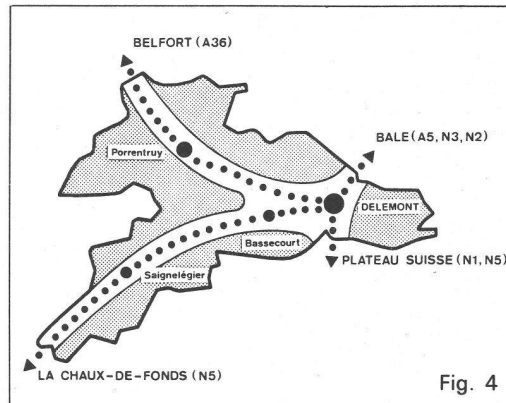 BELFORT (A36)
BALE (A5, N3, N2)
Porrentruy
DELEMONT
Bassecourt
PLATEAU SUISSE (N1, N5)
Saignelégier
LA CHAUX-DE-FONDS (N5)
Fig. 4